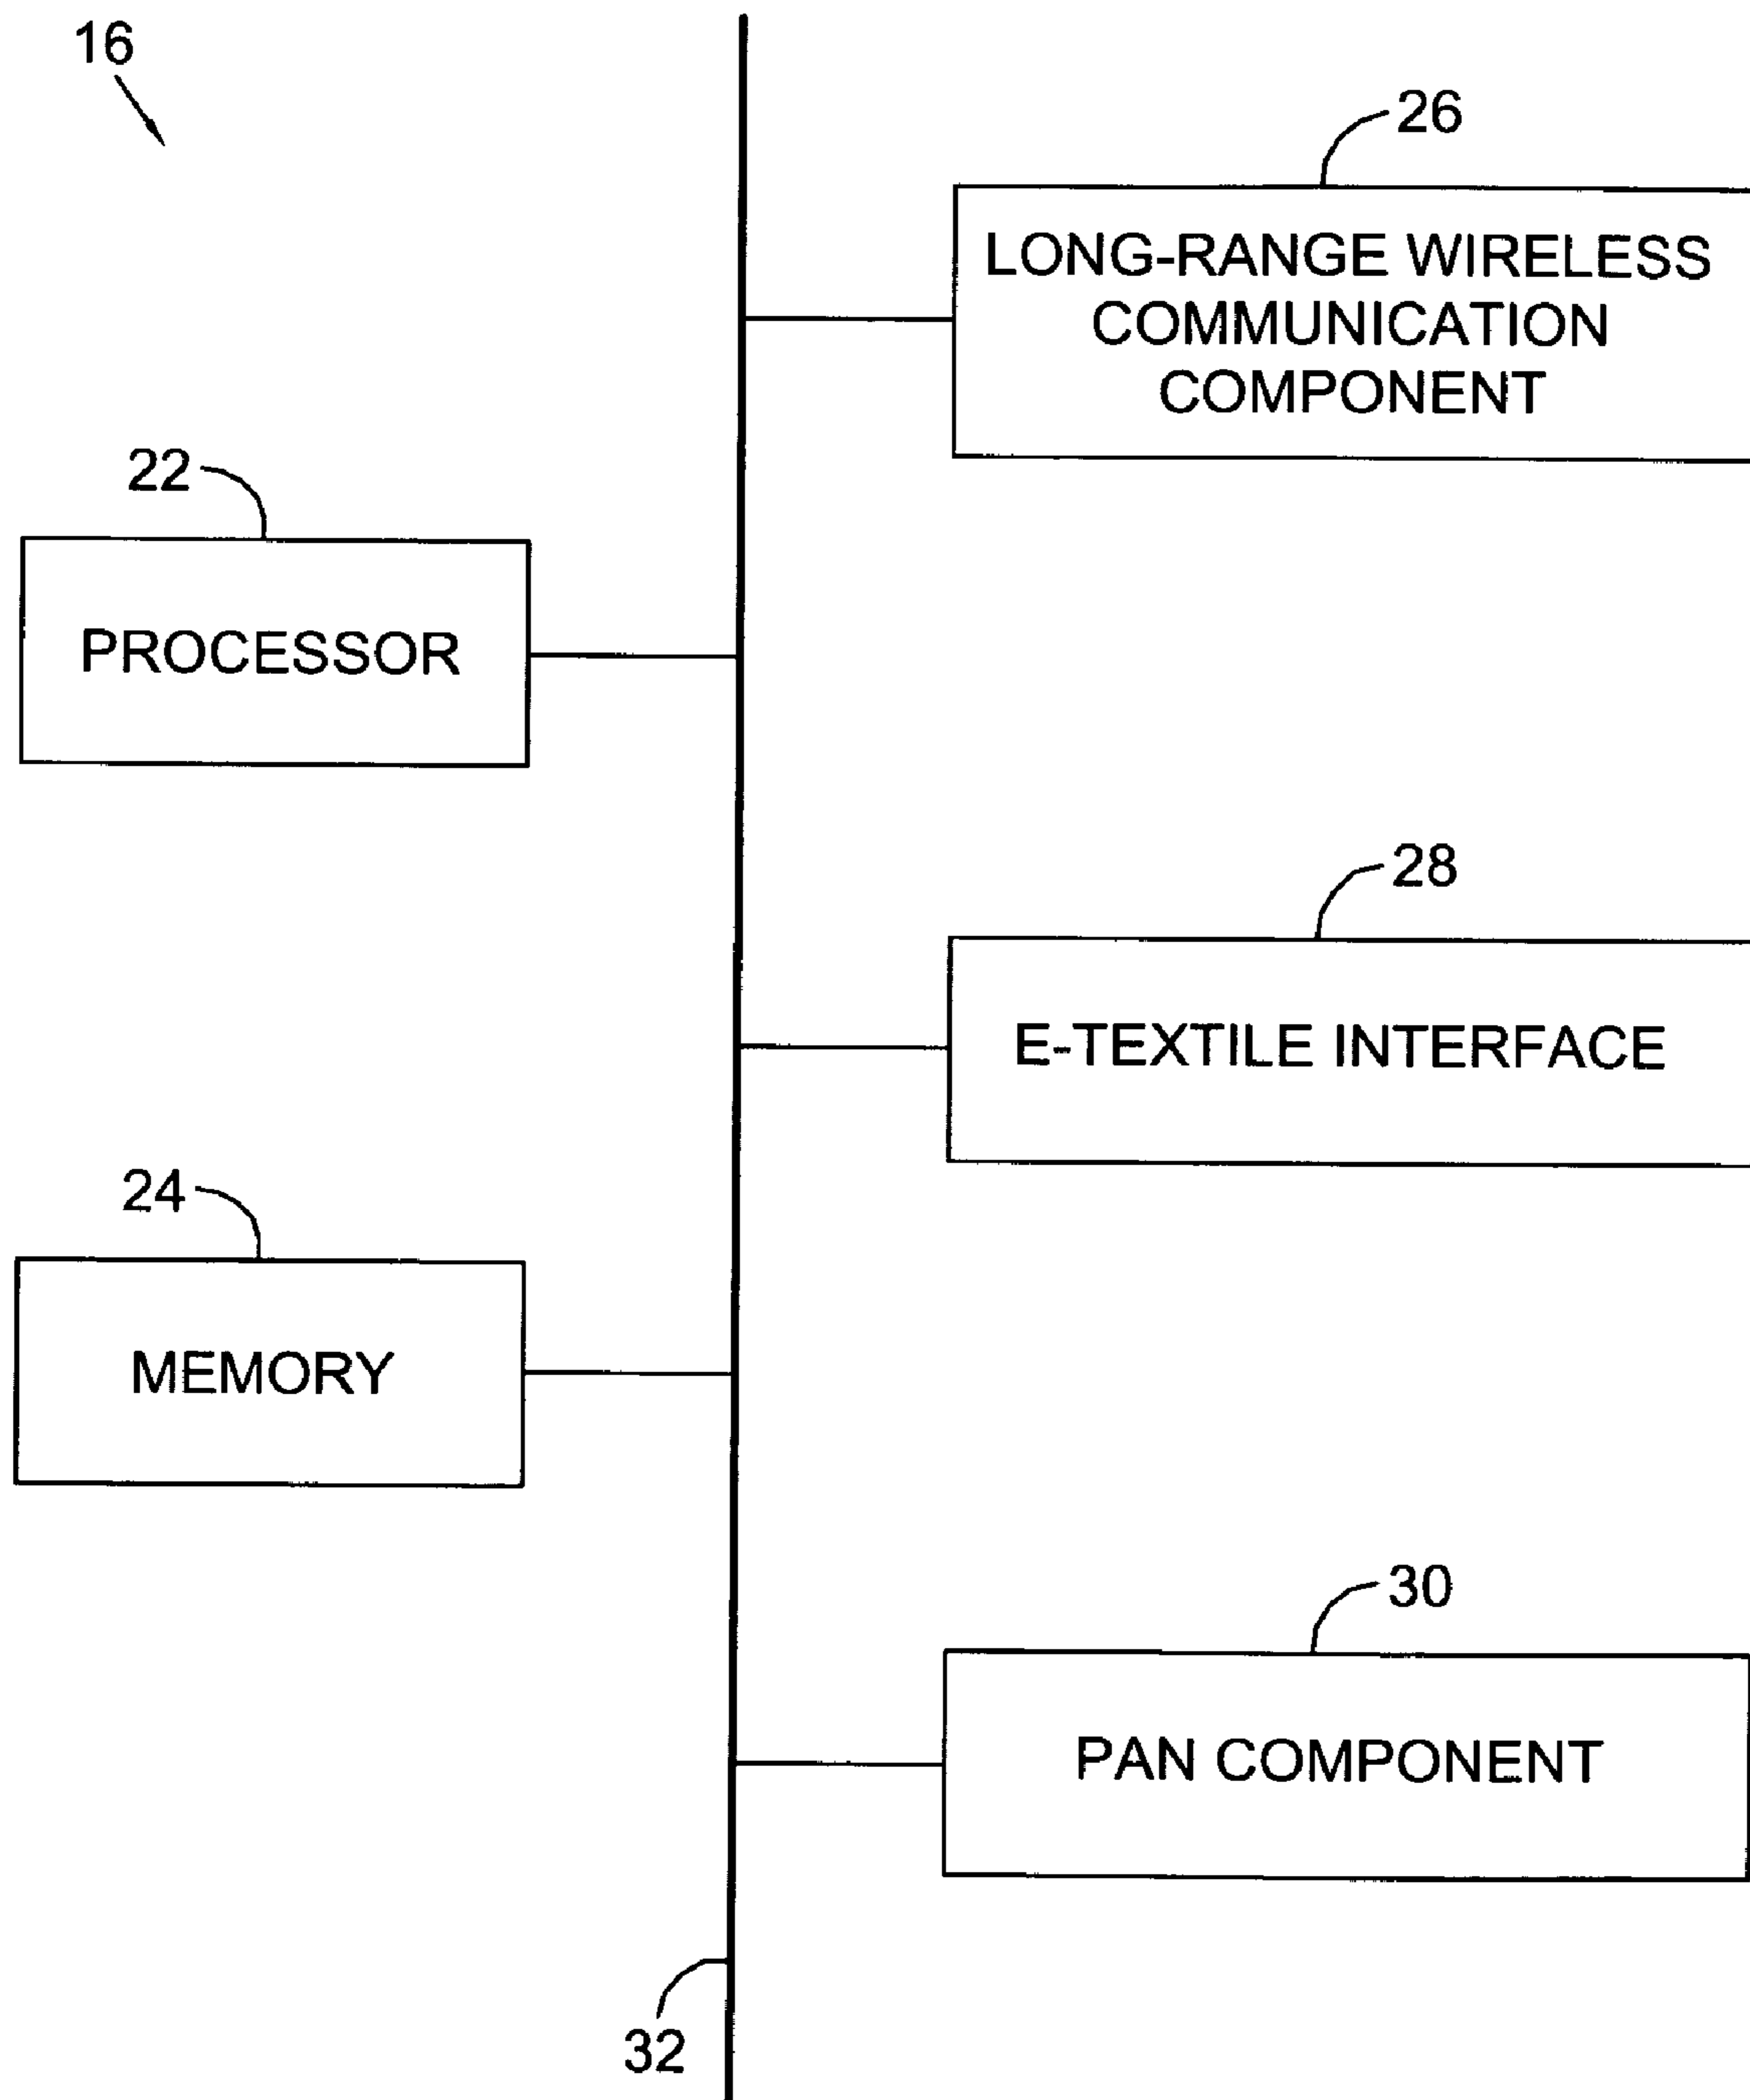 16
26
LONG-RANGE WIRELESS
COMMUNICATION
COMPONENT
22
PROCESSOR
28
E-TEXTILE INTERFACE
24
MEMORY
30
PAN COMPONENT
32